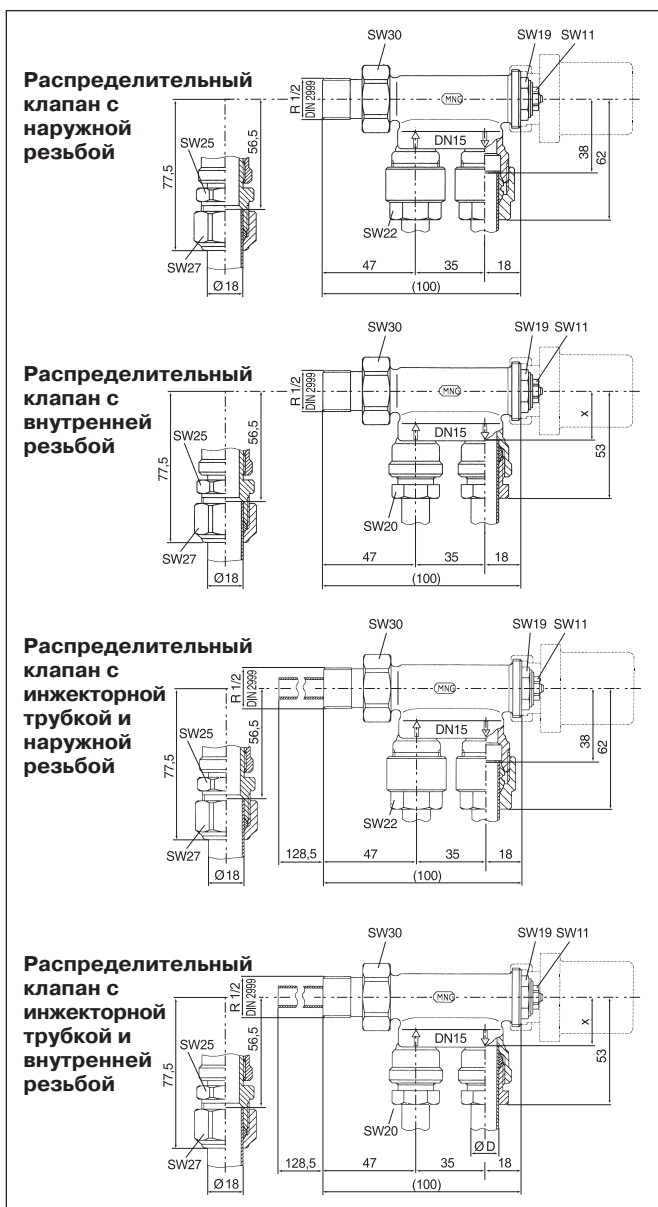 Распределительный
клапан с
наружной
резьбой
SW30
SW19 SW11
R 1/2
DIN 2999
MNG
DN15
SW25
77,5
56,5
38
62
SW22
SW27
47
35
18
Ø18
(100)
Распределительный
клапан с
внутренней
резьбой
SW30
SW19 SW11
R 1/2
DIN 2999
MNG
DN15
SW25
77,5
56,5
x
53
SW20
SW27
47
35
18
Ø18
(100)
Распределительный
клапан с
инжекторной
трубкой и
наружной
резьбой
SW30
SW19 SW11
R 1/2
DIN 2999
MNG
DN15
SW25
77,5
56,5
38
62
SW22
SW27
128,5
47
35
18
Ø18
(100)
Распределительный
клапан с
инжекторной
трубкой и
внутренней
резьбой
SW30
SW19 SW11
R 1/2
DIN 2999
MNG
DN15
SW25
77,5
56,5
x
53
SW20
SW27
ØD
128,5
47
35
18
Ø18
(100)